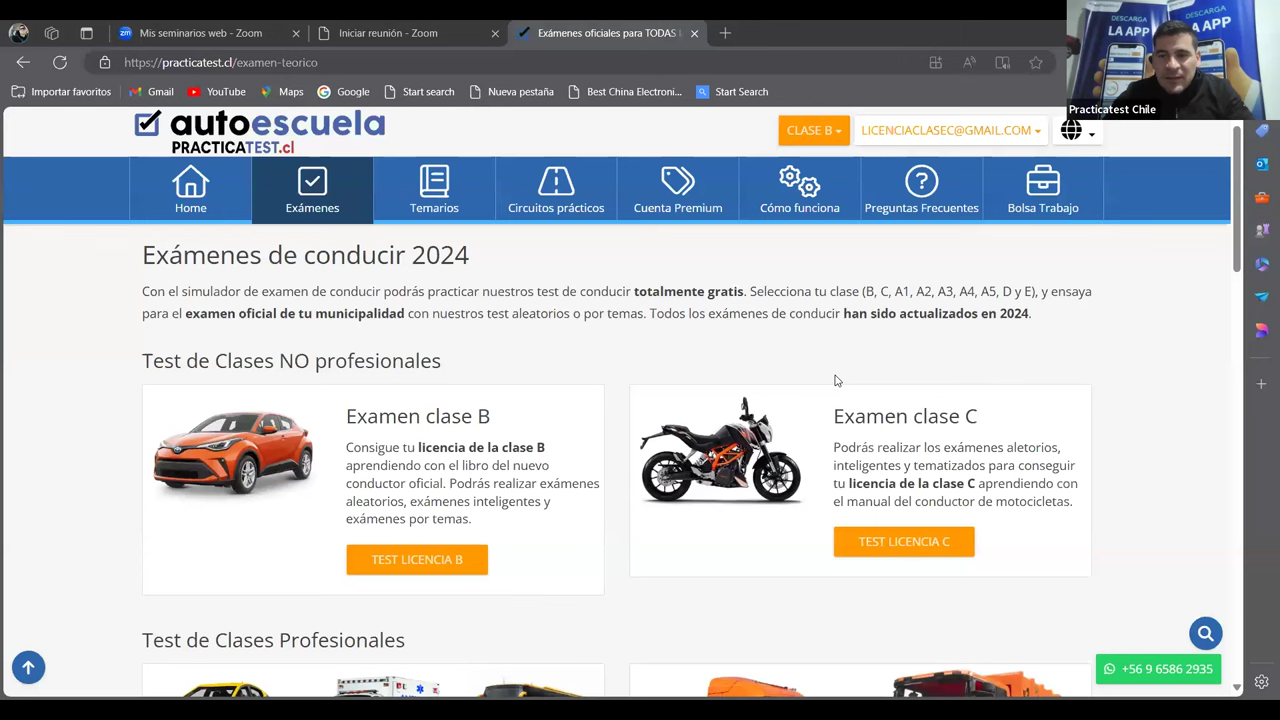 Mis seminarios web - Zoom
Iniciar reunión - Zoom
Exámenes oficiales para TODAS
https://practicatest.cl/examen-teorico
Importar favoritos
Gmail
YouTube
Maps
Google
Start search
Nueva pestaña
Best China Electroni...
Start Search
DESCARGA
LA APP
DESCARGA
LA APP
Practicatest Chile
autoescuela
PRACTICATEST.cl
CLASE B
LICENCIACLASEC@GMAIL.COM
Home
Exámenes
Temarios
Circuitos prácticos
Cuenta Premium
Cómo funciona
Preguntas Frecuentes
Bolsa Trabajo
Exámenes de conducir 2024
Con el simulador de examen de conducir podrás practicar nuestros test de conducir totalmente gratis. Selecciona tu clase (B, C, A1, A2, A3, A4, A5, D y E), y ensaya
para el examen oficial de tu municipalidad con nuestros test aleatorios o por temas. Todos los exámenes de conducir han sido actualizados en 2024.
Test de Clases NO profesionales
Examen clase B
Consigue tu licencia de la clase B
aprendiendo con el libro del nuevo
conductor oficial. Podrás realizar exámenes
aleatorios, exámenes inteligentes y
exámenes por temas.
TEST LICENCIA B
Examen clase C
Podrás realizar los exámenes aletorios,
inteligentes y tematizados para conseguir
tu licencia de la clase C aprendiendo con
el manual del conductor de motocicletas.
TEST LICENCIA C
Test de Clases Profesionales
+56 9 6586 2935